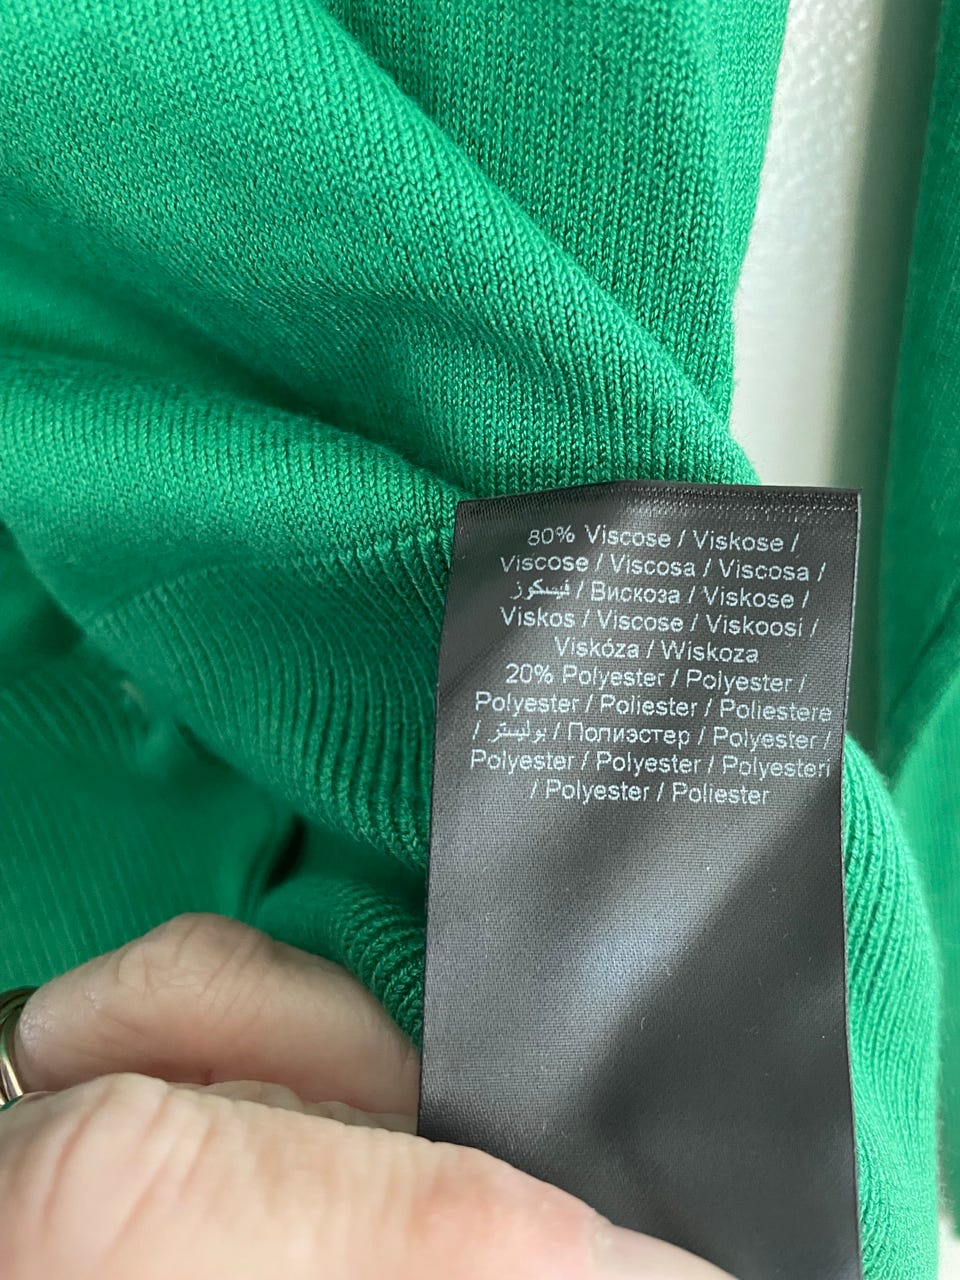 80% Viscose / Viskose /
Viscose / Viscosa / Viscosa /
فيسكوز / Вискоза / Viskose /
Viskos / Viscose / Viskoosi /
Viskóza / Wiskoza
20% Polyester / Polyester /
Polyester / Poliester / Poliestere
/ بوليستر / Полиэстер / Polyester /
Polyester / Polyester / Polyesteri
/ Polyester / Poliester